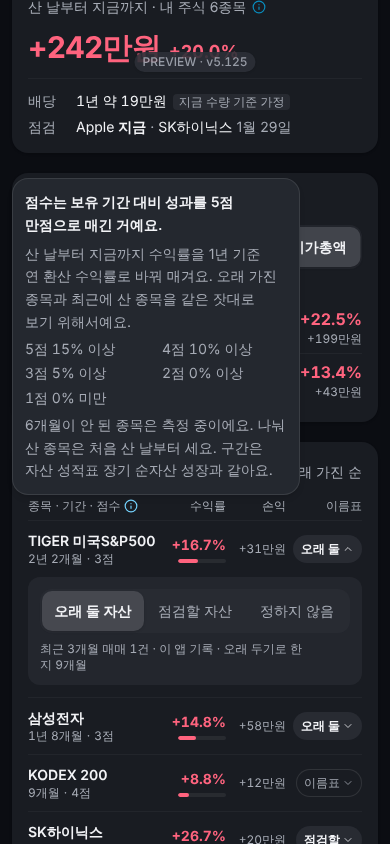 산 날부터 지금까지 · 내 주식 6종목
+242만원 +20.0%
PREVIEW · v5.125
배당 1년 약 19만원 지금 수량 기준 가정
점검 Apple 지금 · SK하이닉스 1월 29일
점수는 보유 기간 대비 성과를 5점
만점으로 매긴 거예요.
산 날부터 지금까지 수익률을 1년 기준
연 환산 수익률로 바꿔 매겨요. 오래 가진
종목과 최근에 산 종목을 같은 잣대로
보기 위해서예요.
5점 15% 이상 4점 10% 이상
3점 5% 이상 2점 0% 이상
1점 0% 미만
6개월이 안 된 종목은 측정 중이에요. 나눠
산 종목은 처음 산 날부터 세요. 구간은
자산 성적표 장기 순자산 성장과 같아요.
가총액
+22.5%
+199만원
+13.4%
+43만원
래 가진 순
종목 · 기간 · 점수 수익률 손익 이름표
TIGER 미국S&P500 +16.7% +31만원 오래 둘
2년 2개월 · 3점
오래 둘 자산 점검할 자산 정하지 않음
최근 3개월 매매 1건 · 이 앱 기록 · 오래 두기로 한
지 9개월
삼성전자 +14.8% +58만원 오래 둘
1년 8개월 · 3점
KODEX 200 +8.8% +12만원 이름표
9개월 · 4점
SK하이닉스 +26.7% +20만원 점검할